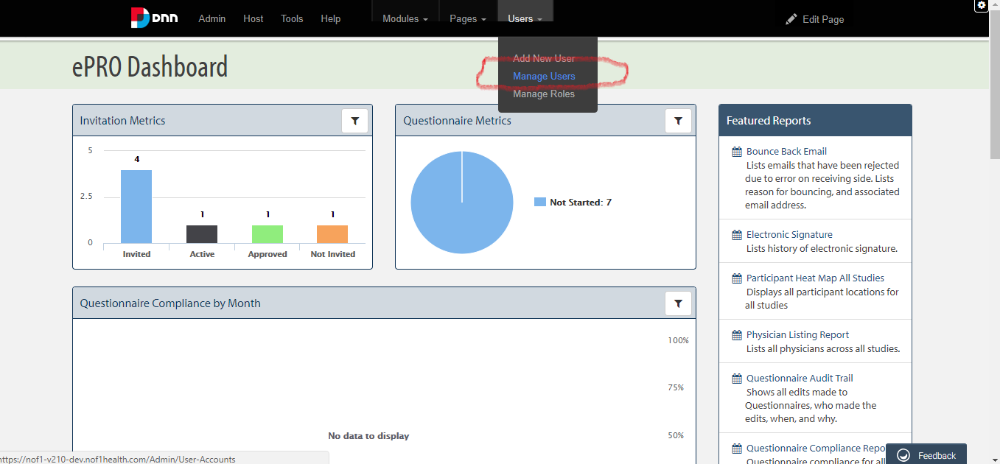 DNN Admin Host Tools Help Modules Pages Users Edit Page
ePRO Dashboard
Add New User
Manage Users
Manage Roles
Invitation Metrics
5
2.5
0
4
1
1
1
Invited Active Approved Not Invited
Questionnaire Metrics
Not Started: 7
Questionnaire Compliance by Month
100%
75%
50%
No data to display
Featured Reports
Bounce Back Email
Lists emails that have been rejected
due to error on receiving side. Lists
reason for bouncing, and associated
email address.
Electronic Signature
Lists history of electronic signature.
Participant Heat Map All Studies
Displays all participant locations for
all studies
Physician Listing Report
Lists all physicians across all studies.
Questionnaire Audit Trail
Shows all edits made to
Questionnaires, who made the
edits, when, and why.
Questionnaire Compliance Repo
Questionnaire compliance for all
Feedback
https://nof1-v210-dev.nof1health.com/Admin/User-Accounts